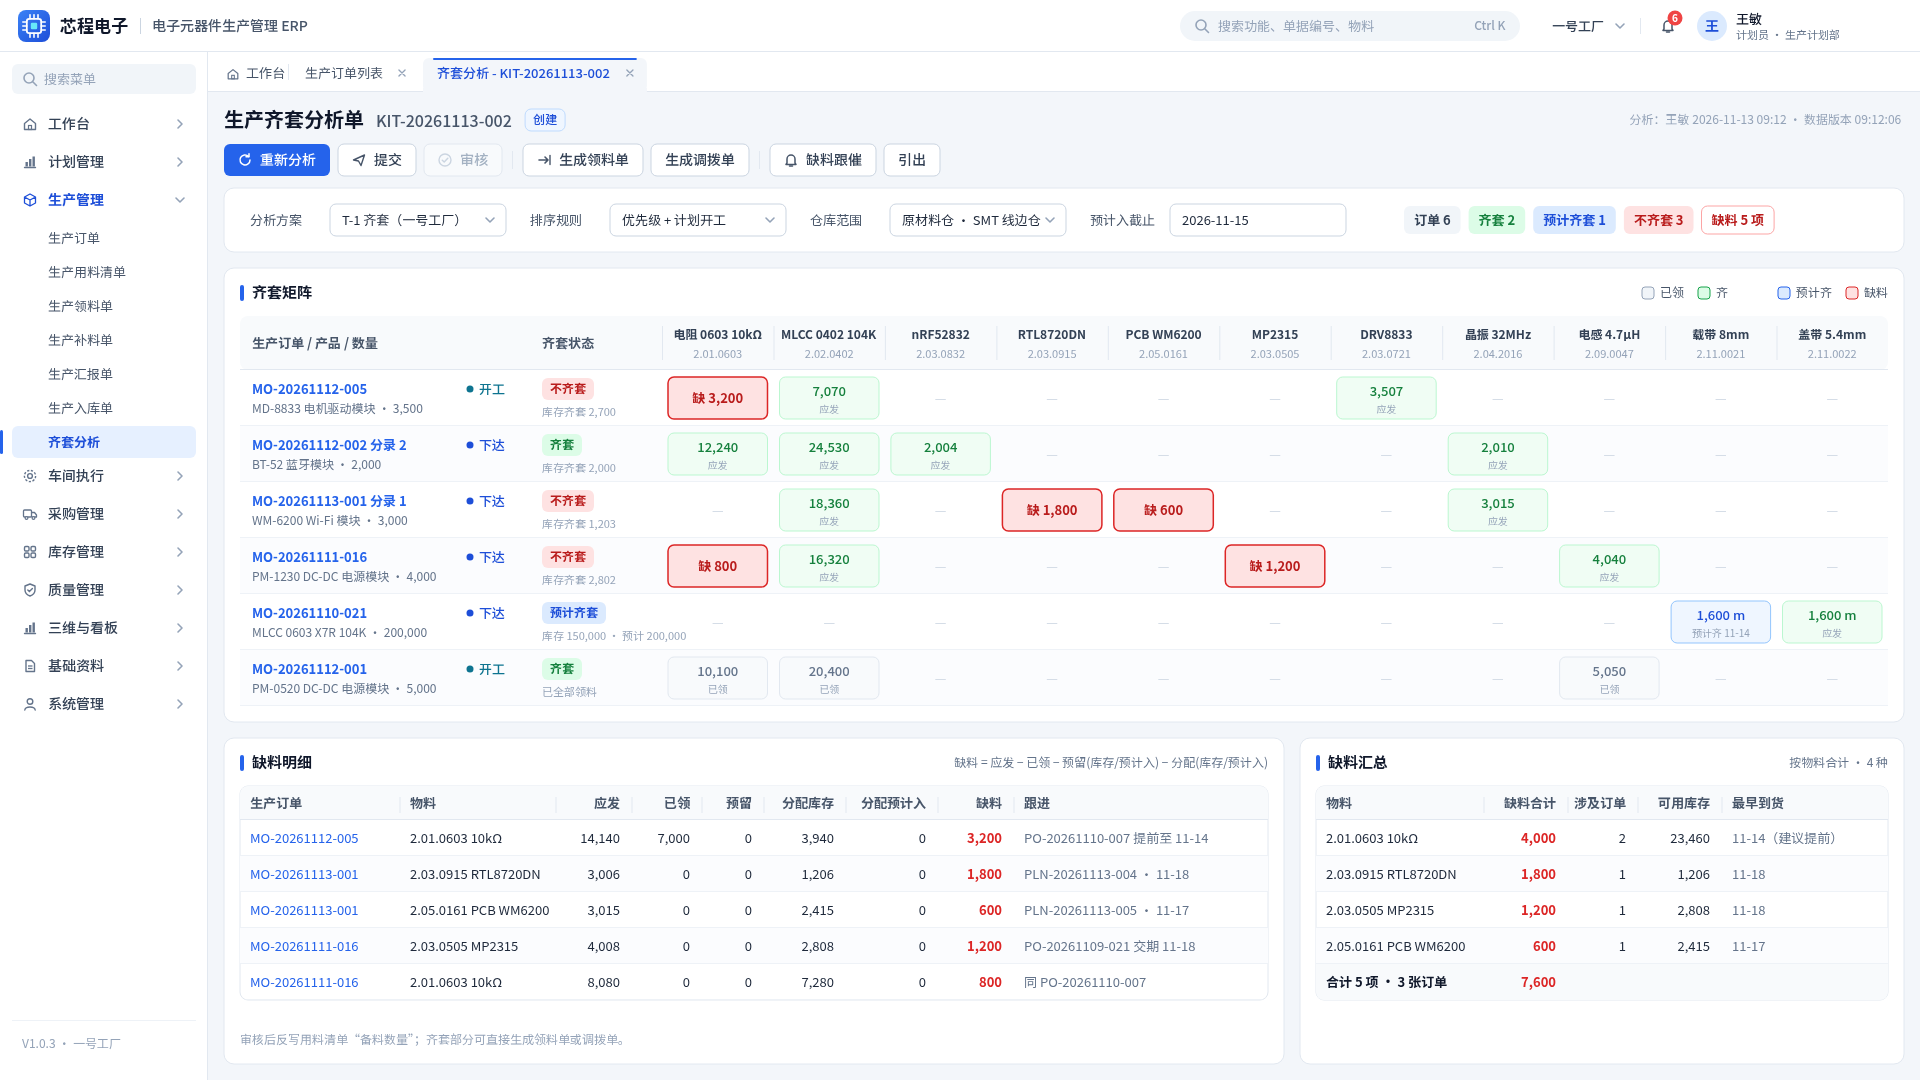 芯程电子 电子元器件生产管理 ERP 搜索功能、单据编号、物料 Ctrl K 一号工厂 6 王 王敏
计划员 · 生产计划部
搜索菜单
工作台
计划管理
生产管理
生产订单
生产用料清单
生产领料单
生产补料单
生产汇报单
生产入库单
齐套分析
车间执行
采购管理
库存管理
质量管理
三维与看板
基础资料
系统管理
V1.0.3 · 一号工厂
工作台 生产订单列表 齐套分析 - KIT-20261113-002
生产齐套分析单 KIT-20261113-002 创建 分析：王敏 2026-11-13 09:12 · 数据版本 09:12:06
重新分析 提交 审核 生成领料单 生成调拨单 缺料跟催 引出
分析方案 T-1 齐套（一号工厂） 排序规则 优先级 + 计划开工 仓库范围 原材料仓 · SMT 线边仓 预计入截止 2026-11-15 订单 6 齐套 2 预计齐套 1 不齐套 3 缺料 5 项
齐套矩阵 已领 齐 预计齐 缺料
生产订单 / 产品 / 数量 齐套状态 电阻 0603 10kΩ MLCC 0402 104K nRF52832 RTL8720DN PCB WM6200 MP2315 DRV8833 晶振 32MHz 电感 4.7μH 载带 8mm 盖带 5.4mm
2.01.0603 2.02.0402 2.03.0832 2.03.0915 2.05.0161 2.03.0505 2.03.0721 2.04.2016 2.09.0047 2.11.0021 2.11.0022
MO-20261112-005 开工 不齐套 缺 3,200 7,070 — — — — 3,507 — — — —
MD-8833 电机驱动模块 · 3,500 库存齐套 2,700 应发 应发
MO-20261112-002 分录 2 下达 齐套 12,240 24,530 2,004 — — — — 2,010 — — —
BT-52 蓝牙模块 · 2,000 库存齐套 2,000 应发 应发 应发 应发
MO-20261113-001 分录 1 下达 不齐套 — 18,360 — 缺 1,800 缺 600 — — 3,015 — — —
WM-6200 Wi-Fi 模块 · 3,000 库存齐套 1,203 应发 应发
MO-20261111-016 下达 不齐套 缺 800 16,320 — — — 缺 1,200 — — 4,040 — —
PM-1230 DC-DC 电源模块 · 4,000 库存齐套 2,802 应发 应发
MO-20261110-021 下达 预计齐套 — — — — — — — — — 1,600 m 1,600 m
MLCC 0603 X7R 104K · 200,000 库存 150,000 · 预计 200,000 预计齐 11-14 应发
MO-20261112-001 开工 齐套 10,100 20,400 — — — — — — 5,050 — —
PM-0520 DC-DC 电源模块 · 5,000 已全部领料 已领 已领 已领
缺料明细 缺料 = 应发 − 已领 − 预留(库存/预计入) − 分配(库存/预计入)
生产订单 物料 应发 已领 预留 分配库存 分配预计入 缺料 跟进
MO-20261112-005 2.01.0603 10kΩ 14,140 7,000 0 3,940 0 3,200 PO-20261110-007 提前至 11-14
MO-20261113-001 2.03.0915 RTL8720DN 3,006 0 0 1,206 0 1,800 PLN-20261113-004 · 11-18
MO-20261113-001 2.05.0161 PCB WM6200 3,015 0 0 2,415 0 600 PLN-20261113-005 · 11-17
MO-20261111-016 2.03.0505 MP2315 4,008 0 0 2,808 0 1,200 PO-20261109-021 交期 11-18
MO-20261111-016 2.01.0603 10kΩ 8,080 0 0 7,280 0 800 同 PO-20261110-007
审核后反写用料清单“备料数量”；齐套部分可直接生成领料单或调拨单。
缺料汇总 按物料合计 · 4 种
物料 缺料合计 涉及订单 可用库存 最早到货
2.01.0603 10kΩ 4,000 2 23,460 11-14（建议提前）
2.03.0915 RTL8720DN 1,800 1 1,206 11-18
2.03.0505 MP2315 1,200 1 2,808 11-18
2.05.0161 PCB WM6200 600 1 2,415 11-17
合计 5 项 · 3 张订单 7,600